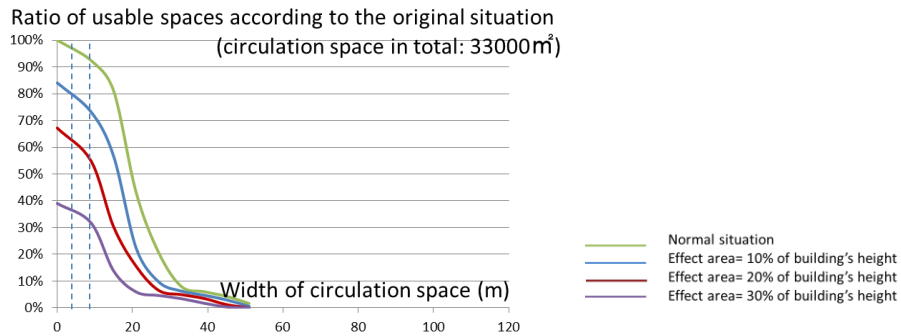 Ratio of usable spaces according to the original situation
(circulation space in total: 33000㎡)
100%
90%
80%
70%
60%
50%
40%
30%
20%
10%
0%
Width of circulation space (m)
0 20 40 60 80 100 120
Normal situation
Effect area= 10% of building's height
Effect area= 20% of building's height
Effect area= 30% of building's height